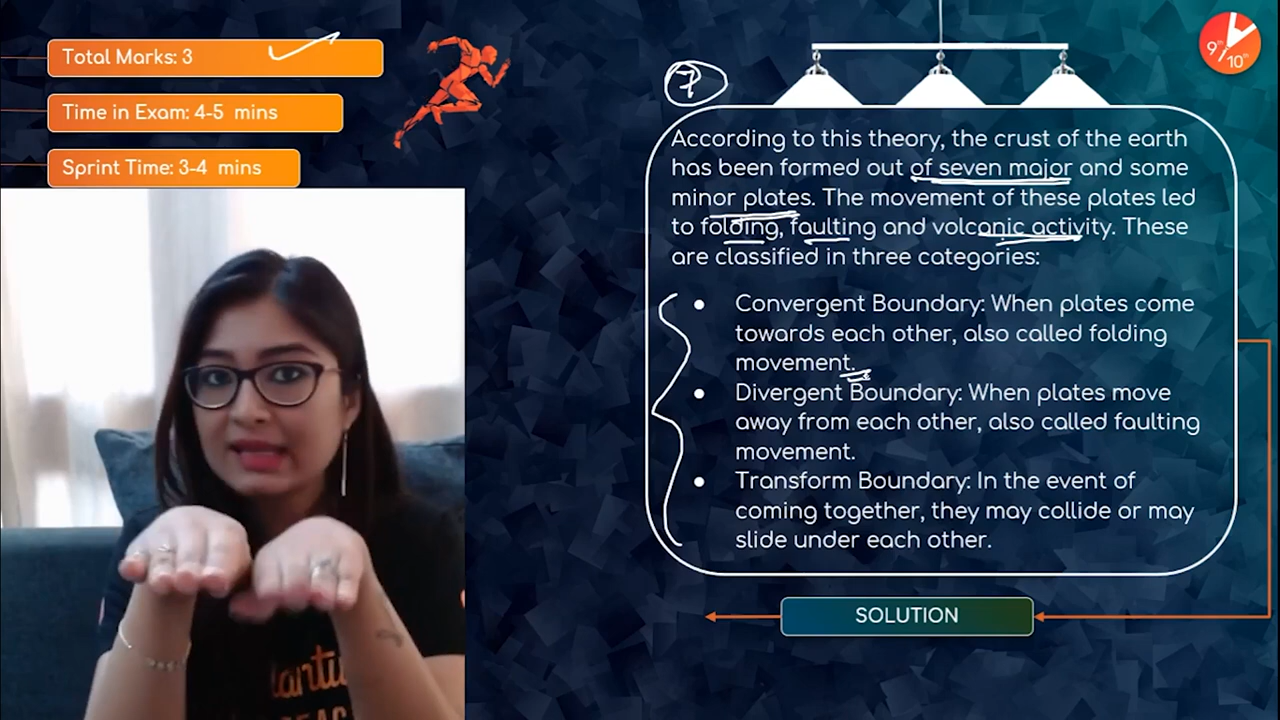 Total Marks: 3
Time in Exam: 4-5 mins
Sprint Time: 3-4 mins
9th
10th
7
According to this theory, the crust of the earth
has been formed out of seven major and some
minor plates. The movement of these plates led
to folding, faulting and volcanic activity. These
are classified in three categories:
• Convergent Boundary: When plates come
towards each other, also called folding
movement.
• Divergent Boundary: When plates move
away from each other, also called faulting
movement.
• Transform Boundary: In the event of
coming together, they may collide or may
slide under each other.
SOLUTION